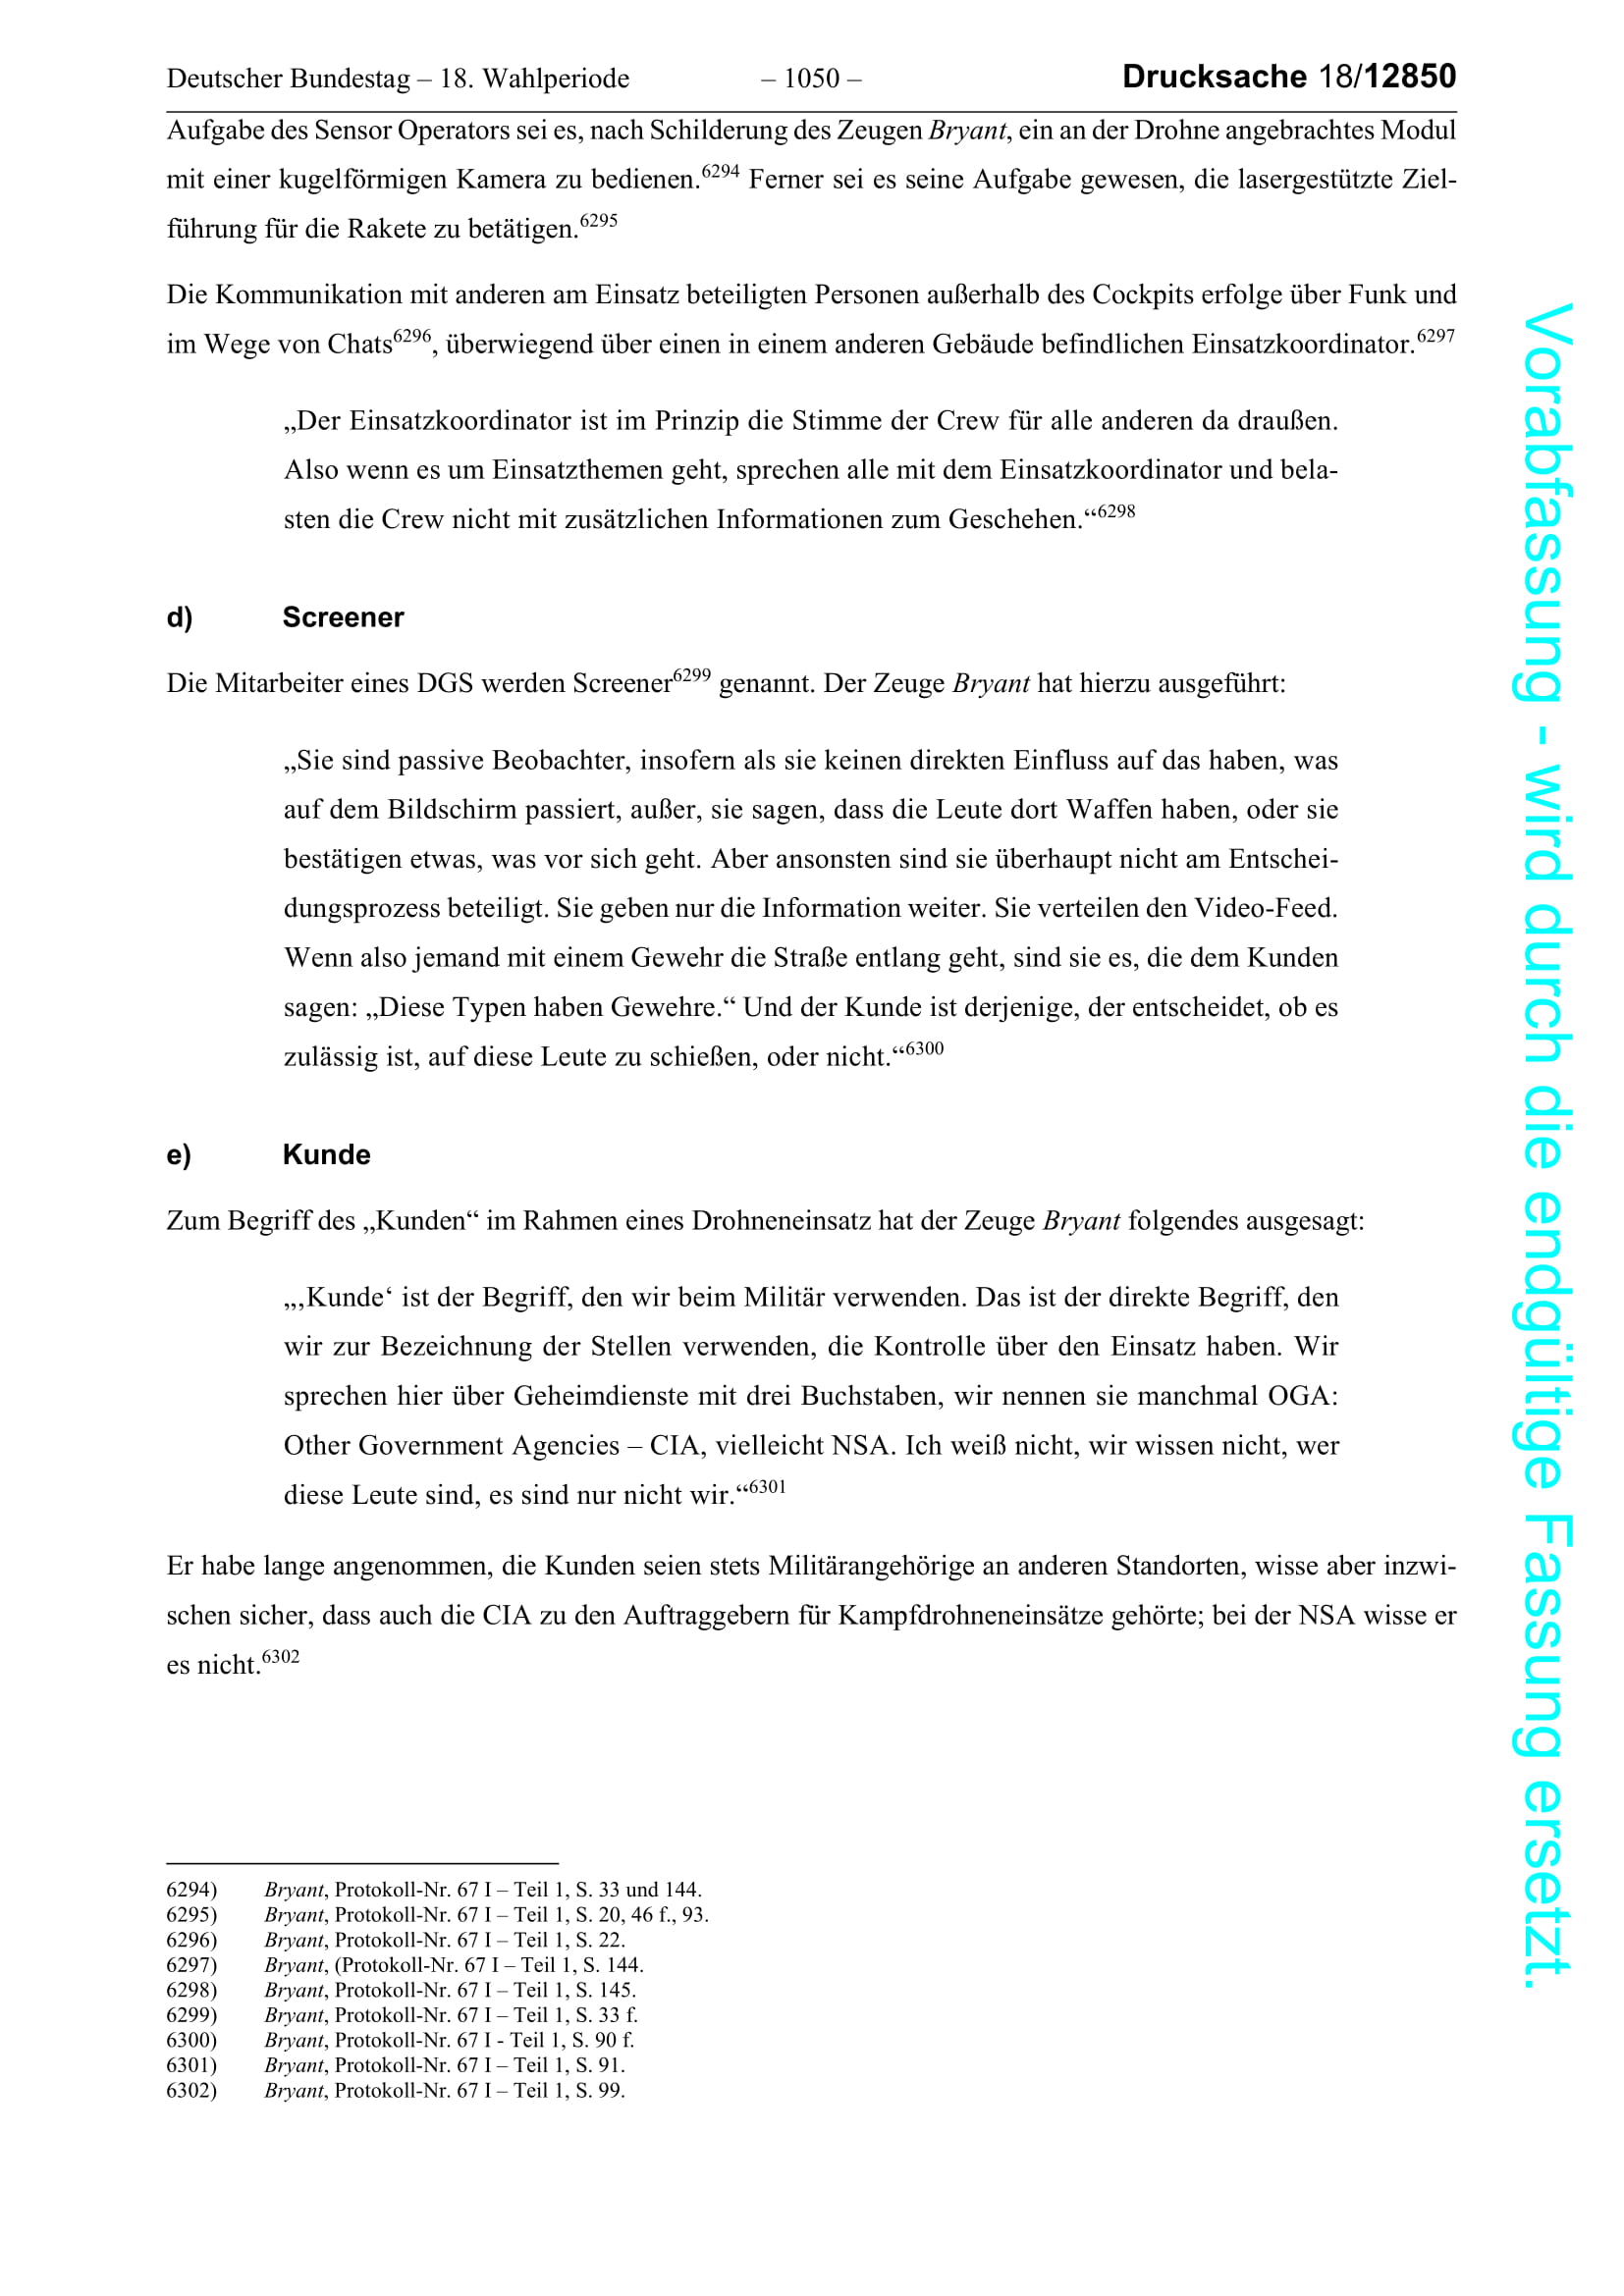 Deutscher Bundestag – 18. Wahlperiode – 1050 – Drucksache 18/12850
Aufgabe des Sensor Operators sei es, nach Schilderung des Zeugen Bryant, ein an der Drohne angebrachtes Modul
mit einer kugelförmigen Kamera zu bedienen.6294 Ferner sei es seine Aufgabe gewesen, die lasergestützte Ziel-
führung für die Rakete zu betätigen.6295
Die Kommunikation mit anderen am Einsatz beteiligten Personen außerhalb des Cockpits erfolge über Funk und
im Wege von Chats6296, überwiegend über einen in einem anderen Gebäude befindlichen Einsatzkoordinator.6297
„Der Einsatzkoordinator ist im Prinzip die Stimme der Crew für alle anderen da draußen.
Also wenn es um Einsatzthemen geht, sprechen alle mit dem Einsatzkoordinator und bela-
sten die Crew nicht mit zusätzlichen Informationen zum Geschehen.“6298
d) Screener
Die Mitarbeiter eines DGS werden Screener6299 genannt. Der Zeuge Bryant hat hierzu ausgeführt:
„Sie sind passive Beobachter, insofern als sie keinen direkten Einfluss auf das haben, was
auf dem Bildschirm passiert, außer, sie sagen, dass die Leute dort Waffen haben, oder sie
bestätigen etwas, was vor sich geht. Aber ansonsten sind sie überhaupt nicht am Entschei-
dungsprozess beteiligt. Sie geben nur die Information weiter. Sie verteilen den Video-Feed.
Wenn also jemand mit einem Gewehr die Straße entlang geht, sind sie es, die dem Kunden
sagen: „Diese Typen haben Gewehre.“ Und der Kunde ist derjenige, der entscheidet, ob es
zulässig ist, auf diese Leute zu schießen, oder nicht.“6300
e) Kunde
Zum Begriff des „Kunden“ im Rahmen eines Drohneneinsatz hat der Zeuge Bryant folgendes ausgesagt:
„‚Kunde‘ ist der Begriff, den wir beim Militär verwenden. Das ist der direkte Begriff, den
wir zur Bezeichnung der Stellen verwenden, die Kontrolle über den Einsatz haben. Wir
sprechen hier über Geheimdienste mit drei Buchstaben, wir nennen sie manchmal OGA:
Other Government Agencies – CIA, vielleicht NSA. Ich weiß nicht, wir wissen nicht, wer
diese Leute sind, es sind nur nicht wir.“6301
Er habe lange angenommen, die Kunden seien stets Militärangehörige an anderen Standorten, wisse aber inzwi-
schen sicher, dass auch die CIA zu den Auftraggebern für Kampfdrohneneinsätze gehörte; bei der NSA wisse er
es nicht.6302
6294) Bryant, Protokoll-Nr. 67 I – Teil 1, S. 33 und 144.
6295) Bryant, Protokoll-Nr. 67 I – Teil 1, S. 20, 46 f., 93.
6296) Bryant, Protokoll-Nr. 67 I – Teil 1, S. 22.
6297) Bryant, (Protokoll-Nr. 67 I – Teil 1, S. 144.
6298) Bryant, Protokoll-Nr. 67 I – Teil 1, S. 145.
6299) Bryant, Protokoll-Nr. 67 I – Teil 1, S. 33 f.
6300) Bryant, Protokoll-Nr. 67 I - Teil 1, S. 90 f.
6301) Bryant, Protokoll-Nr. 67 I – Teil 1, S. 91.
6302) Bryant, Protokoll-Nr. 67 I – Teil 1, S. 99.
Vorabfassung - wird durch die endgültige Fassung ersetzt.